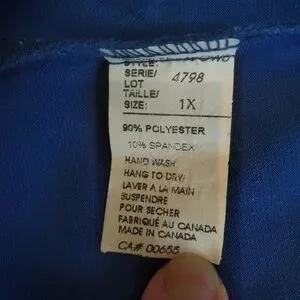 STYLE:
SERIE/ 4798
LOT
TAILLE/
SIZE: 1X
90% POLYESTER
10% SPANDEX
HAND WASH
HANG TO DRY/
LAVER A LA MAIN
SUSPENDRE
POUR SECHER
FABRIQUÉ AU CANADA
MADE IN CANADA
CA# 00655